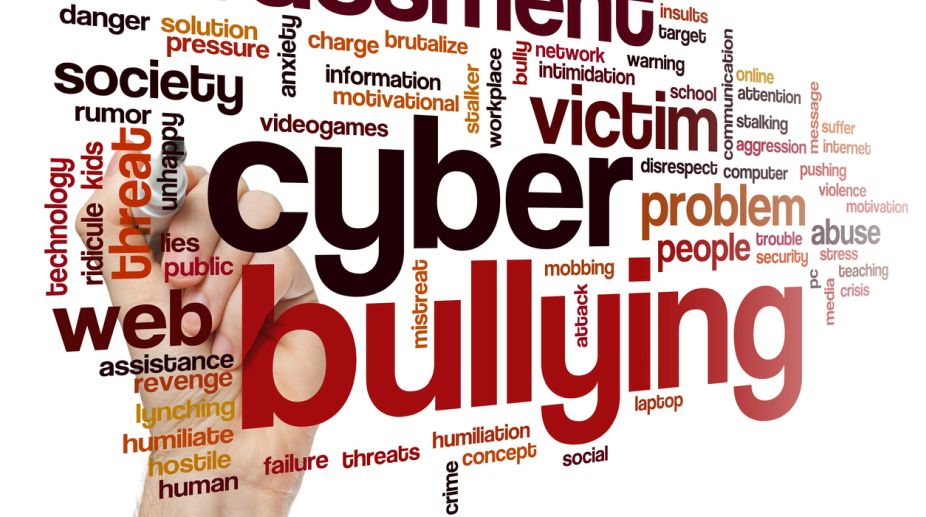 insults
danger
solution
target
pressure
anxiety
charge
brutalize
bully
network
warning
communication
society
information
stalker
workplace
intimidation
online
motivational
school
attention
message
rumor
victim
videogames
stalking
suffer
unhappy
cyber
aggression
internet
kids
threat
disrespect
computer
pushing
technology
violence
problem
motivation
ridicule
lies
people
trouble
abuse
public
security
stress
mistreat
mobbing
pc
teaching
bullying
media
crisis
web
attack
assistance
revenge
lynching
laptop
humiliate
humiliation
hostile
failure
threats
concept
social
human
crime